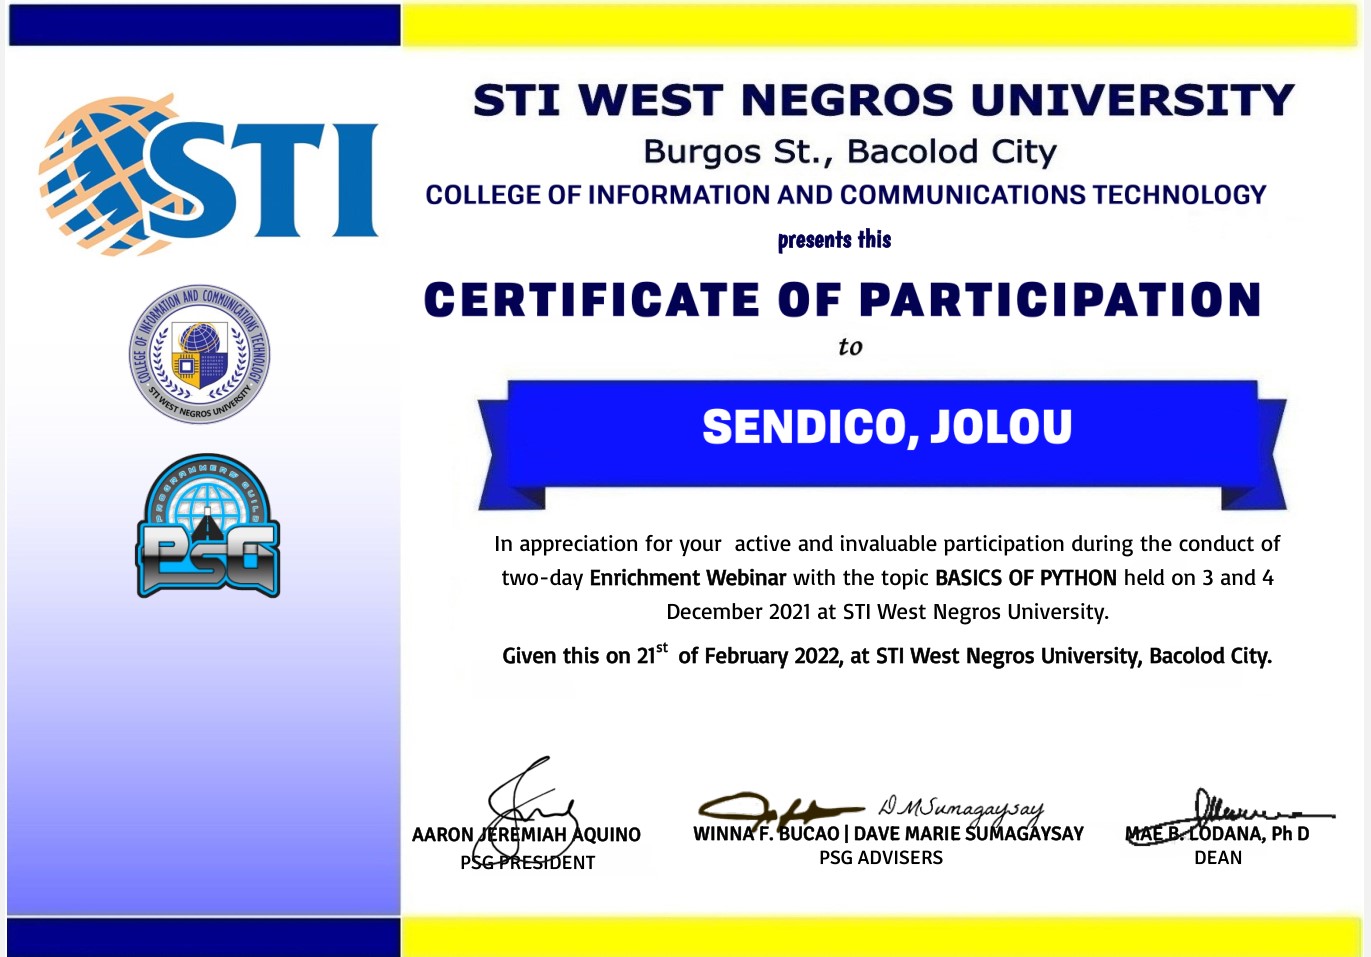 STI WEST NEGROS UNIVERSITY
Burgos St., Bacolod City
COLLEGE OF INFORMATION AND COMMUNICATIONS TECHNOLOGY
presents this
CERTIFICATE OF PARTICIPATION
to
SENDICO, JOLOU
In appreciation for your  active and invaluable participation during the conduct of
two-day Enrichment Webinar with the topic BASICS OF PYTHON held on 3 and 4
December 2021 at STI West Negros University.
Given this on 21st of February 2022, at STI West Negros University, Bacolod City.
DMSumagaysay
AARON JEREMIAH AQUINO
PSG PRESIDENT
WINNA F. BUCAO | DAVE MARIE SUMAGAYSAY
PSG ADVISERS
MAE B. LODANA, Ph D
DEAN
STI
COLLEGE OF INFORMATION AND COMMUNICATIONS TECHNOLOGY
STI WEST NEGROS UNIVERSITY
PROGRAMMERS' GUILD
PSG